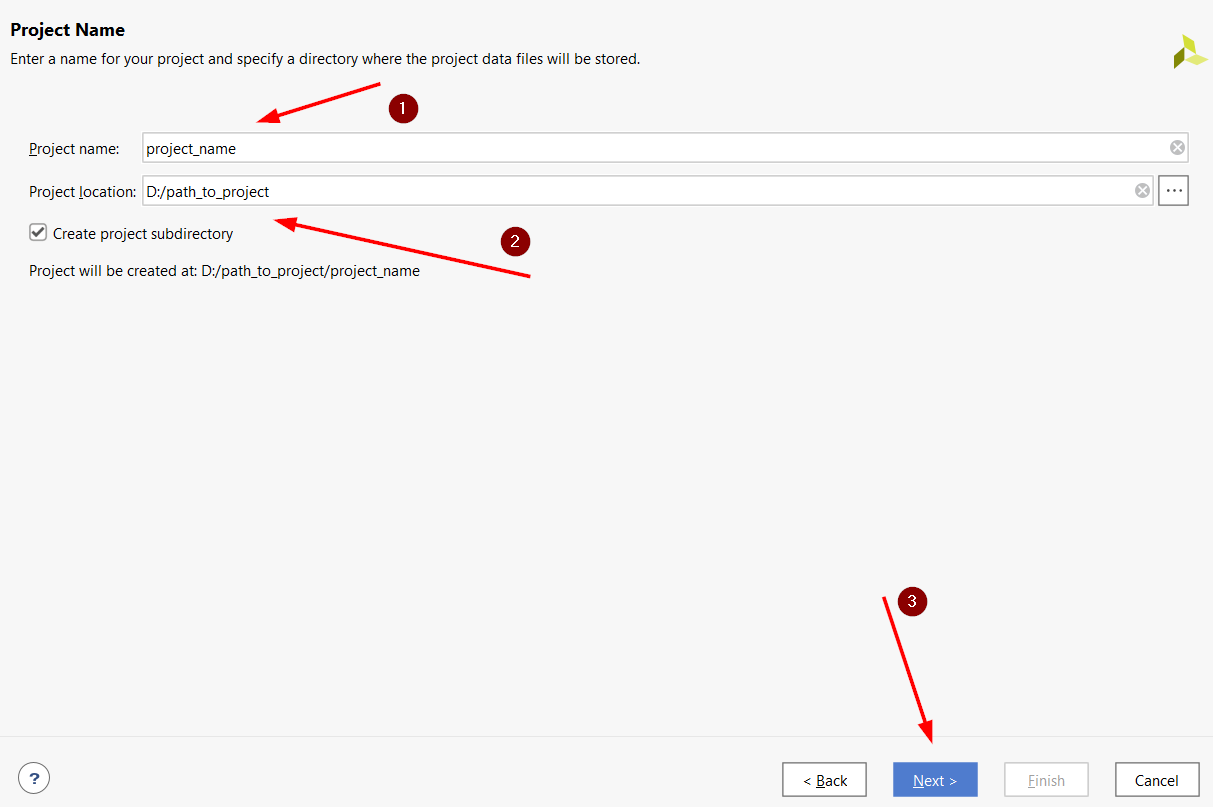 Project Name
Enter a name for your project and specify a directory where the project data files will be stored.
1
Project name: project_name
Project location: D:/path_to_project ...
Create project subdirectory
2
Project will be created at: D:/path_to_project/project_name
3
? < Back Next > Finish Cancel